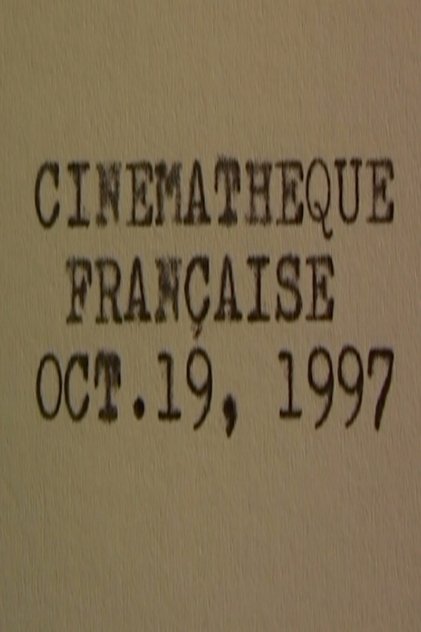 CINEMATHEQUE
FRANÇAISE
OCT.19, 1997